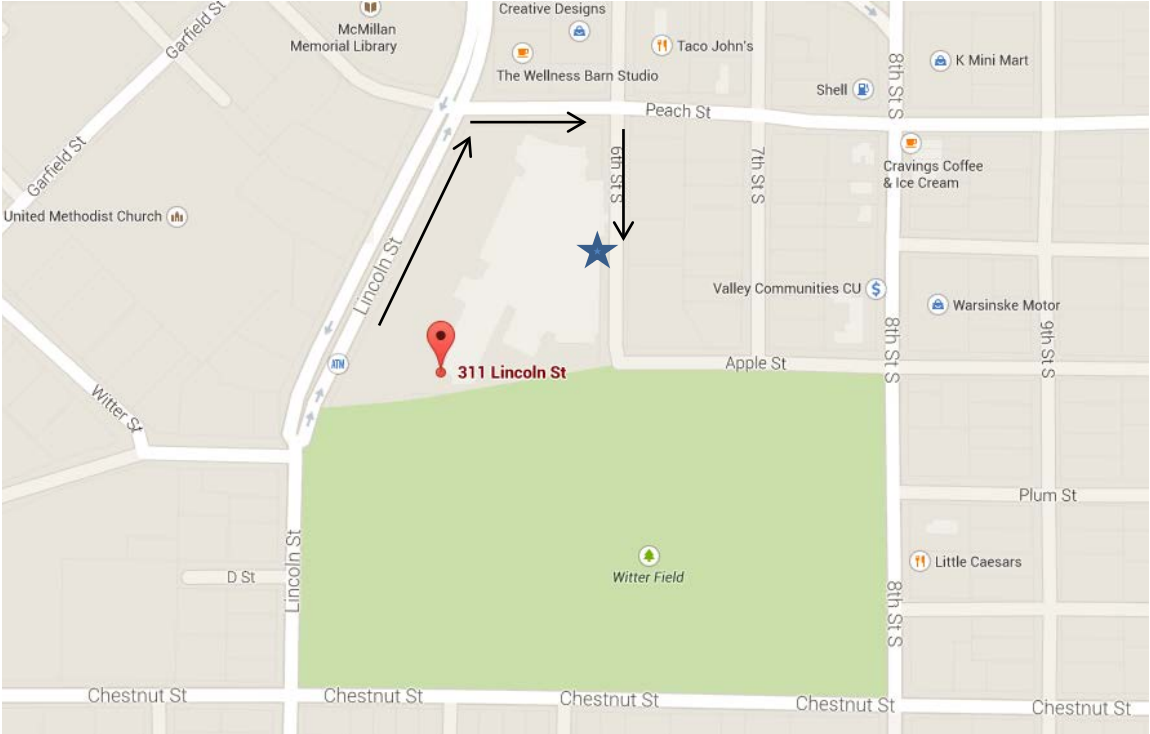 Garfield St
McMillan
Memorial Library
Creative Designs
The Wellness Barn Studio
Taco John's
Shell
8th St S
K Mini Mart
Peach St
Garfield St
6th St S
7th St S
Cravings Coffee
& Ice Cream
United Methodist Church
Lincoln St
Valley Communities CU
$
Warsinske Motor
8th St S
9th St S
ATM
311 Lincoln St
Apple St
Witter St
Plum St
Lincoln St
D St
Witter Field
Little Caesars
8th St S
Chestnut St
Chestnut St
Chestnut St
Chestnut St
Chestnut St